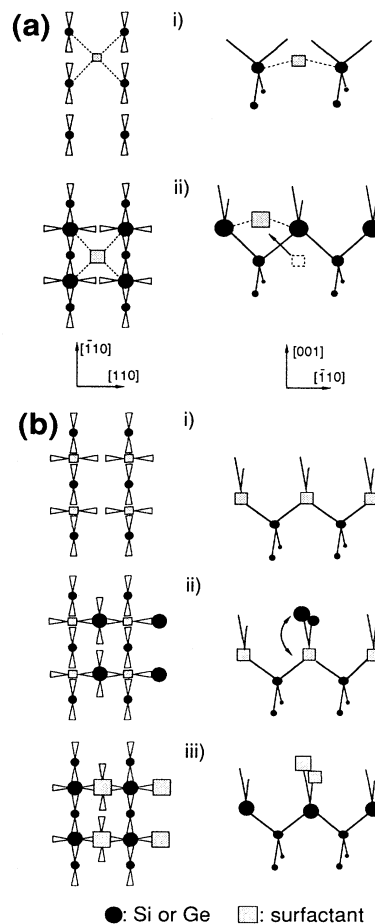 (a)
i)
ii)
[1̄10]
[110]
[001]
[1̄10]
(b)
i)
ii)
iii)
: Si or Ge : surfactant